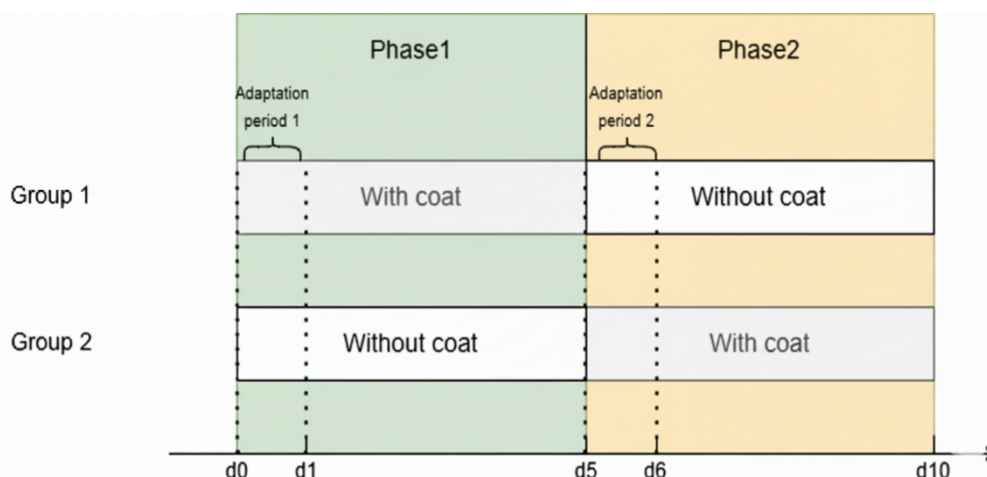 Phase1
Phase2
Adaptation
period 1
Adaptation
period 2
Group 1
With coat
Without coat
Group 2
Without coat
With coat
d0
d1
d5
d6
d10